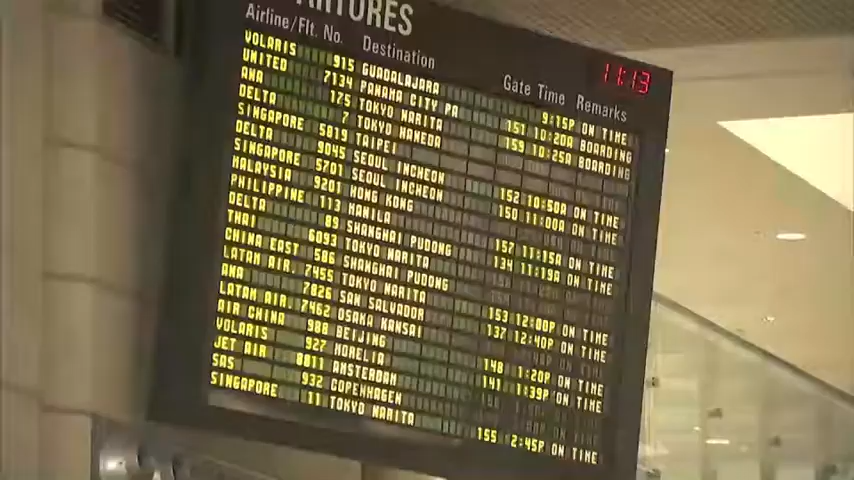 ARTURES
11:13
Airline/Flt. No. Destination Gate Time Remarks
VOLARIS 915 GUADALAJARA 9:15P ON TIME
UNITED 7134 PANAMA CITY PA 151 10:20A BOARDING
ANA 175 TOKYO NARITA 159 10:25A BOARDING
DELTA 7 TOKYO HANEDA
SINGAPORE 5819 TAIPEI
DELTA 9045 SEOUL INCHEON 152 10:50A ON TIME
SINGAPORE 5701 SEOUL INCHEON 150 11:00A ON TIME
MALAYSIA 9201 HONG KONG
PHILIPPINE 113 MANILA 157 11:15A ON TIME
DELTA 89 SHANGHAI PUDONG 134 11:19A ON TIME
THAI 6093 TOKYO NARITA
CHINA EAST 586 SHANGHAI PUDONG
LATAM AIR. 7455 TOKYO NARITA 153 12:00P ON TIME
ANA 7826 SAN SALVADOR 137 12:40P ON TIME
LATAM AIR. 7462 OSAKA KANSAI
AIR CHINA 988 BEIJING 148 1:20P ON TIME
VOLARIS 927 MORELIA 141 11:39P ON TIME
JET AIR 8011 AMSTERDAM
SAS 932 COPENHAGEN
SINGAPORE 11 TOKYO NARITA 155 2:45P ON TIME